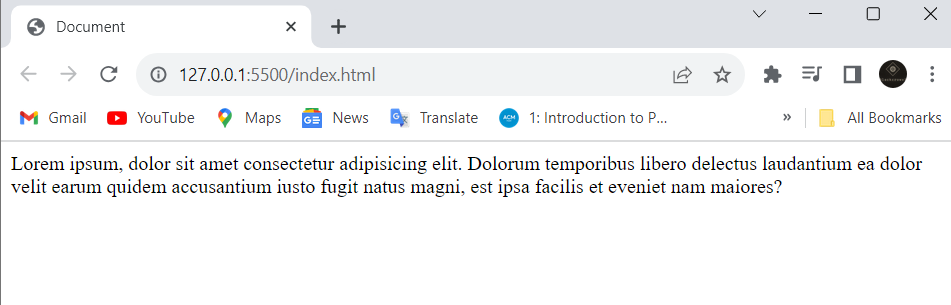 Document
127.0.0.1:5500/index.html
Gmail YouTube Maps News Translate 1: Introduction to P... » All Bookmarks
Lorem ipsum, dolor sit amet consectetur adipisicing elit. Dolorum temporibus libero delectus laudantium ea dolor
velit earum quidem accusantium iusto fugit natus magni, est ipsa facilis et eveniet nam maiores?